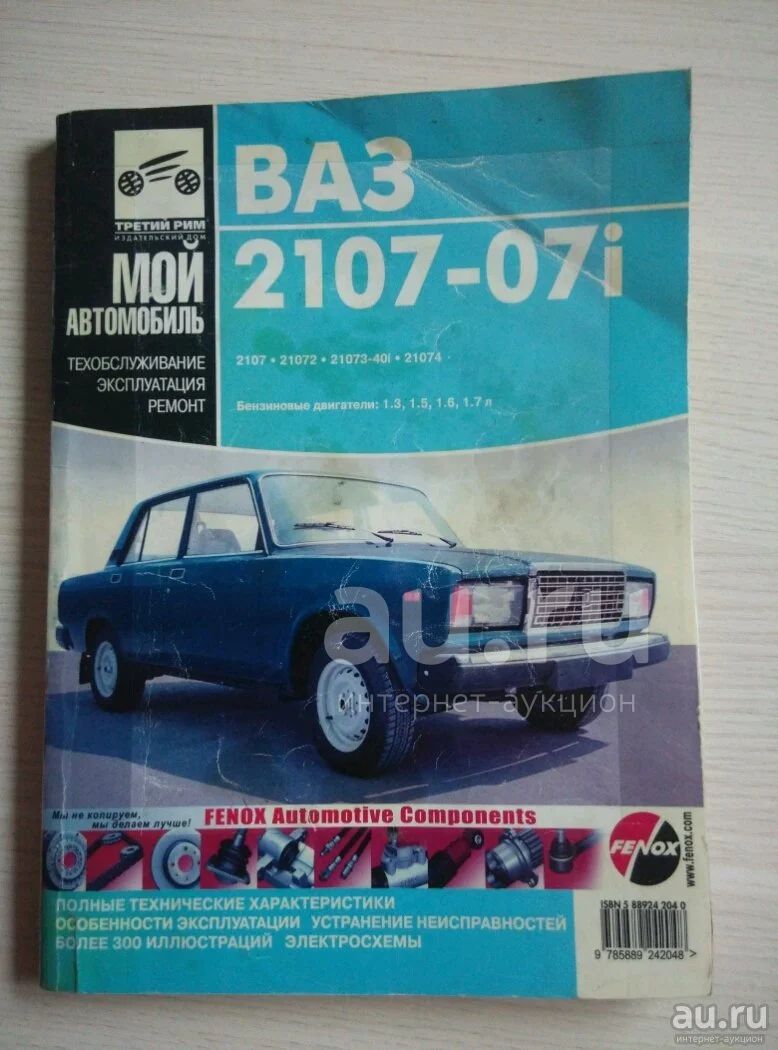 ТРЕТИЙ РИМ
ИЗДАТЕЛЬСКИЙ ДОМ
МОЙ
АВТОМОБИЛЬ
ТЕХОБСЛУЖИВАНИЕ
ЭКСПЛУАТАЦИЯ
РЕМОНТ
ВАЗ
2107-07i
2107 • 21072 • 21073-40i • 21074
Бензиновые двигатели: 1.3, 1.5, 1.6, 1.7 л
au.ru
интернет-аукцион
Мы не копируем,
мы делаем лучше!
FENOX Automotive Components
FENOX
www.fenox.com
ПОЛНЫЕ ТЕХНИЧЕСКИЕ ХАРАКТЕРИСТИКИ
ОСОБЕННОСТИ ЭКСПЛУАТАЦИИ УСТРАНЕНИЕ НЕИСПРАВНОСТЕЙ
БОЛЕЕ 300 ИЛЛЮСТРАЦИЙ ЭЛЕКТРОСХЕМЫ
ISBN 5 88924 204 0
9 785889 242048 >
au.ru
интернет-аукцион